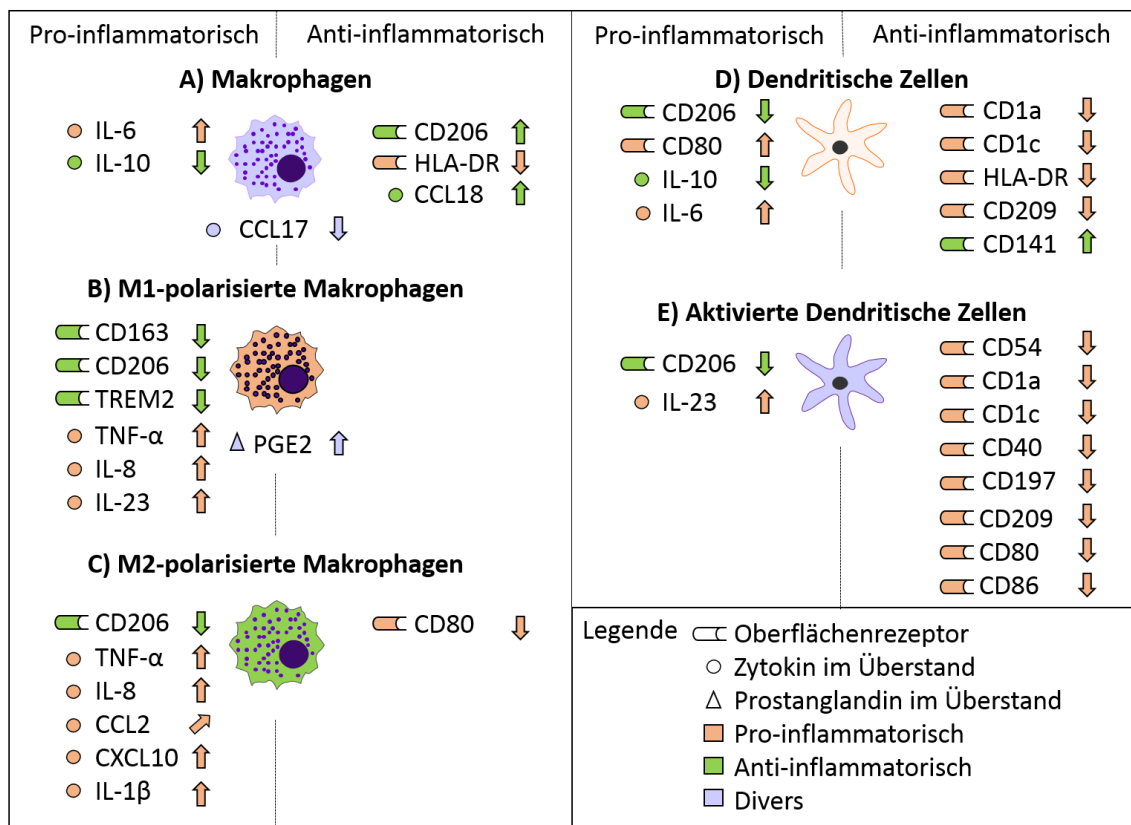 Pro-inflammatorisch
Anti-inflammatorisch
A) Makrophagen
IL-6
IL-10
CD206
HLA-DR
CCL18
CCL17
B) M1-polarisierte Makrophagen
CD163
CD206
TREM2
TNF-α
IL-8
IL-23
PGE2
C) M2-polarisierte Makrophagen
CD206
TNF-α
IL-8
CCL2
CXCL10
IL-1β
CD80
Pro-inflammatorisch
Anti-inflammatorisch
D) Dendritische Zellen
CD206
CD80
IL-10
IL-6
CD1a
CD1c
HLA-DR
CD209
CD141
E) Aktivierte Dendritische Zellen
CD206
IL-23
CD54
CD1a
CD1c
CD40
CD197
CD209
CD80
CD86
Legende
Oberflächenrezeptor
Zytokin im Überstand
Prostanglandin im Überstand
Pro-inflammatorisch
Anti-inflammatorisch
Divers